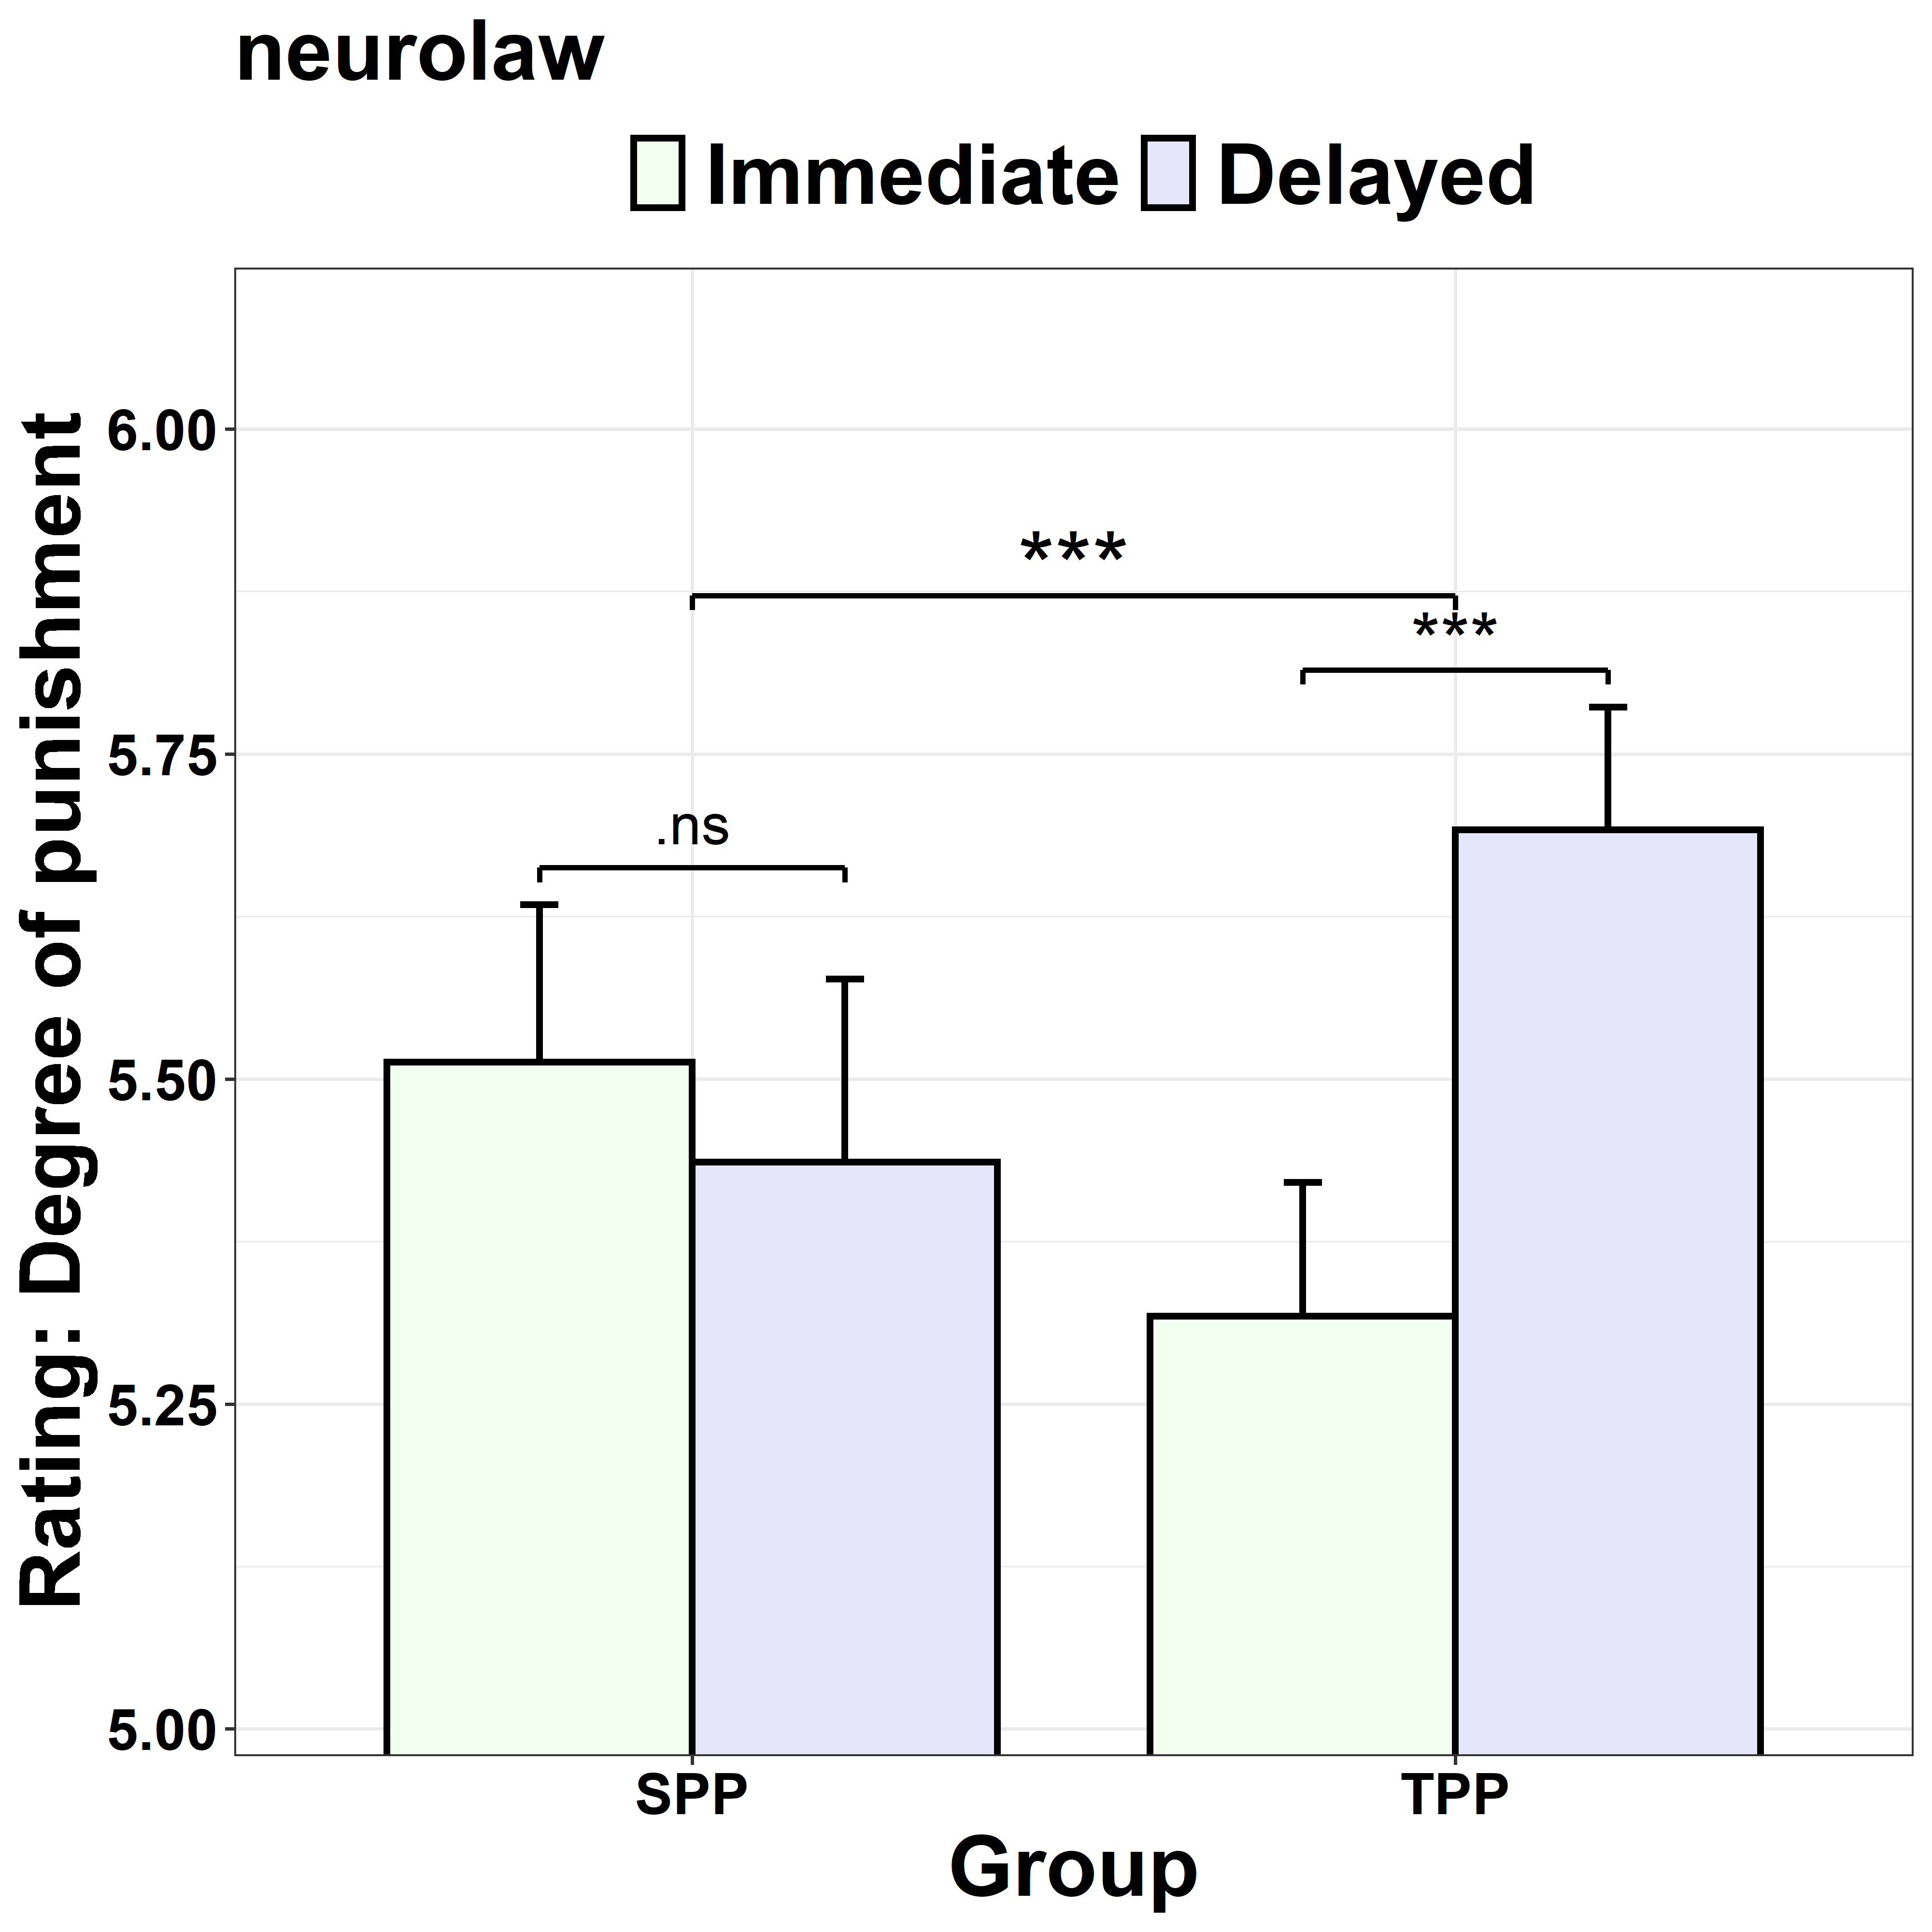 neurolaw
Immediate Delayed
Rating: Degree of punishment
6.00
5.75
5.50
5.25
5.00
***
***
.ns
SPP TPP
Group